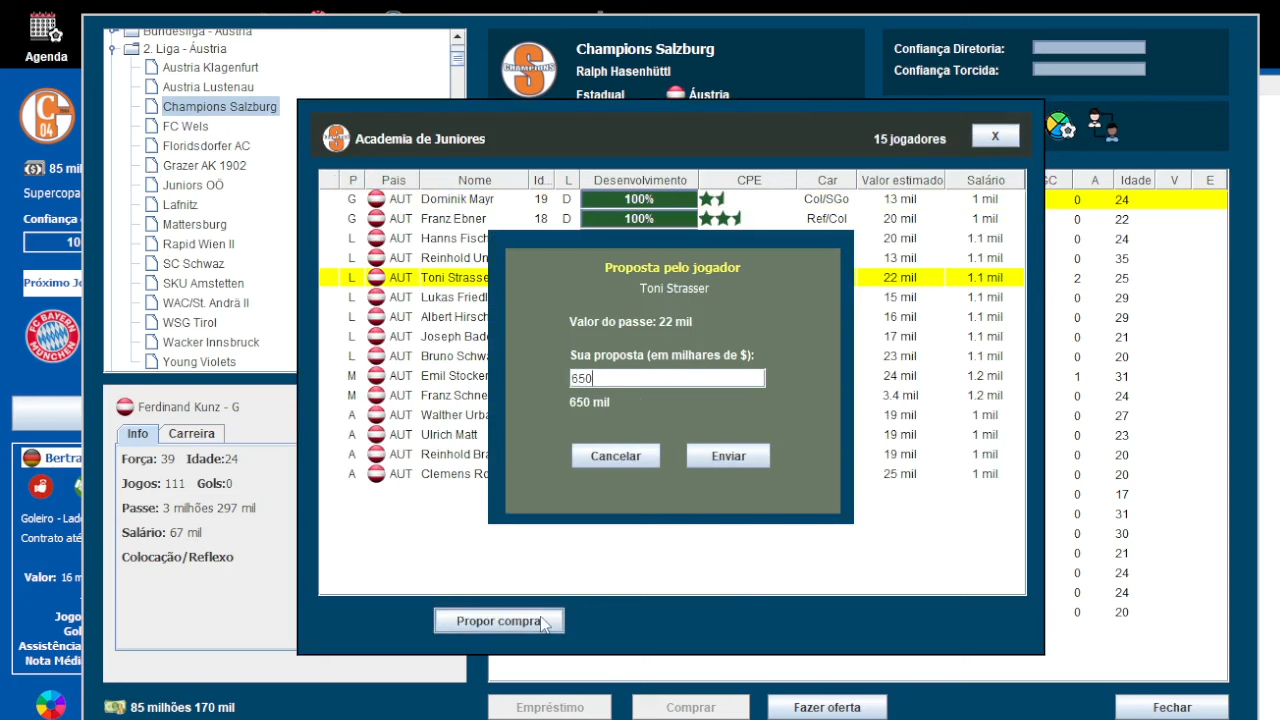 Agenda
Bundesliga - Áustria
2. Liga - Áustria
Austria Klagenfurt
Austria Lustenau
Champions Salzburg
FC Wels
Floridsdorfer AC
Grazer AK 1902
Juniors OÖ
Lafnitz
Mattersburg
Rapid Wien II
SC Schwaz
SKU Amstetten
WAC/St. Andrä II
WSG Tirol
Wacker Innsbruck
Young Violets
C
04
85 mil
Supercopa
Confiança
10
Próximo Jo
FC BAYERN
MÜNCHEN
Bertra
Goleiro - Lad
Contrato até
Valor: 16 m
Jogo
Gol
Assistência
Nota Médi
S
CHAMPIONS
Champions Salzburg
Ralph Hasenhüttl
Estadual
Áustria
Confiança Diretoria:
Confiança Torcida:
Academia de Juniores
15 jogadores
X
P País Nome Id... L Desenvolvimento CPE Car Valor estimado Salário
G AUT Dominik Mayr 19 D 100% Col/SGo 13 mil 1 mil
G AUT Franz Ebner 18 D 100% Ref/Col 20 mil 1 mil
L AUT Hanns Fisch 20 mil 1.1 mil
L AUT Reinhold Un 13 mil 1.1 mil
L AUT Toni Strasse 22 mil 1.1 mil
L AUT Lukas Friedl 15 mil 1.1 mil
L AUT Albert Hirsch 16 mil 1.1 mil
L AUT Joseph Bade 17 mil 1.1 mil
L AUT Bruno Schwa 23 mil 1.1 mil
M AUT Emil Stocker 24 mil 1.2 mil
M AUT Franz Schne 3.4 mil 1.2 mil
A AUT Walther Urba 19 mil 1 mil
A AUT Ulrich Matt 19 mil 1 mil
A AUT Reinhold Bra 19 mil 1 mil
A AUT Clemens Ro 25 mil 1 mil
Proposta pelo jogador
Toni Strasser
Valor do passe: 22 mil
Sua proposta (em milhares de $):
650
650 mil
Cancelar
Enviar
Propor compra
GC A Idade V E
0 24
0 22
0 24
0 35
2 25
0 29
0 29
0 21
0 20
1 31
0 24
0 27
0 23
0 20
0 20
0 17
0 31
0 30
0 21
0 24
0 24
0 20
Ferdinand Kunz - G
Info
Carreira
Força: 39 Idade:24
Jogos: 111 Gols:0
Passe: 3 milhões 297 mil
Salário: 67 mil
Colocação/Reflexo
85 milhões 170 mil
Empréstimo
Comprar
Fazer oferta
Fechar